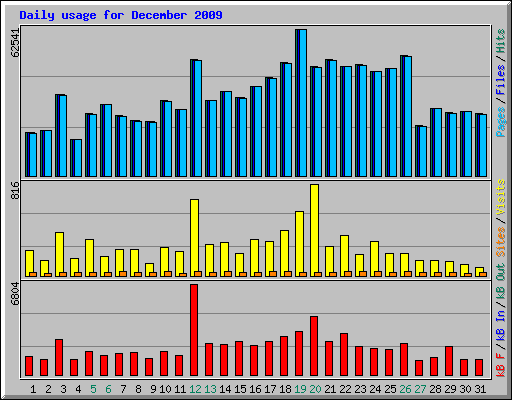 Daily usage for December 2009
62541
816
6804
Pages / Files / Hits
Sites / Visits
kB F / kB In / kB Out
1 2 3 4 5 6 7 8 9 10 11 12 13 14 15 16 17 18 19 20 21 22 23 24 25 26 27 28 29 30 31